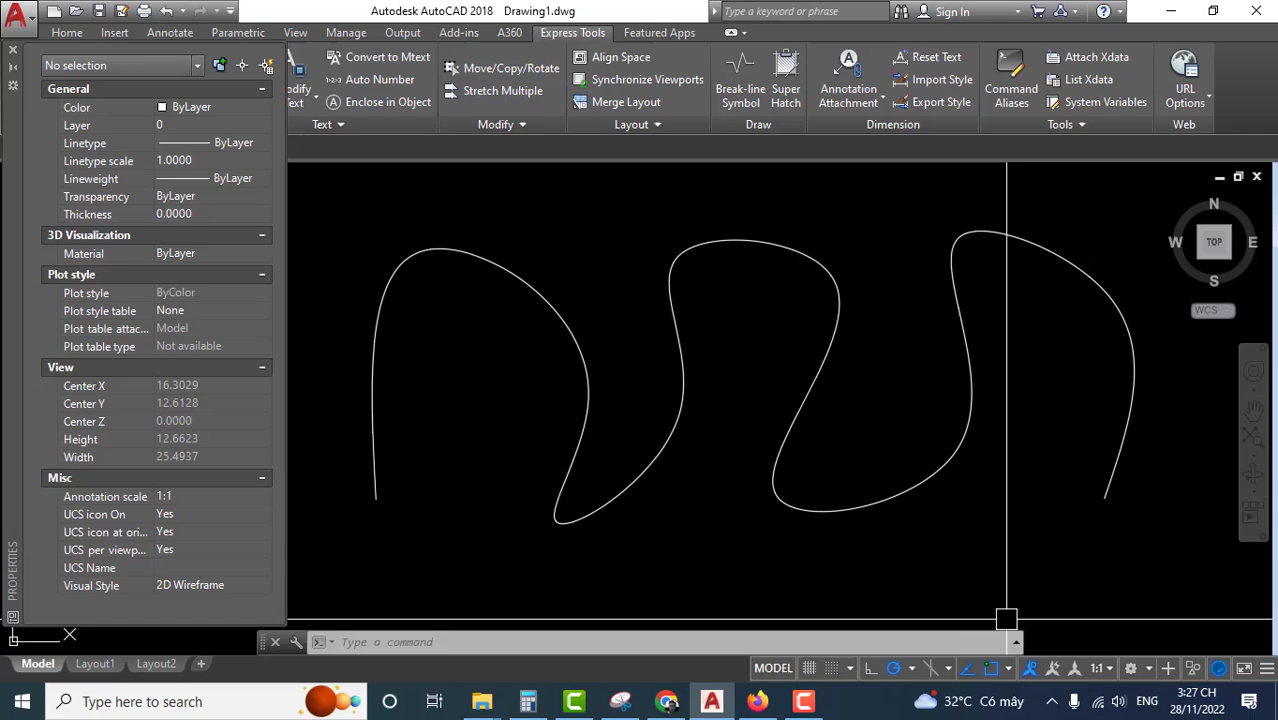 Autodesk AutoCAD 2018 Drawing1.dwg
Type a keyword or phrase
Sign In
Home Insert Annotate Parametric View Manage Output Add-ins A360 Express Tools Featured Apps
No selection
General
Color ByLayer
Layer 0
Linetype ByLayer
Linetype scale 1.0000
Lineweight ByLayer
Transparency ByLayer
Thickness 0.0000
3D Visualization
Material ByLayer
Plot style
Plot style ByColor
Plot style table None
Plot table attac... Model
Plot table type Not available
View
Center X 16.3029
Center Y 12.6128
Center Z 0.0000
Height 12.6623
Width 25.4937
Misc
Annotation scale 1:1
UCS icon On Yes
UCS icon at ori... Yes
UCS per viewp... Yes
UCS Name
Visual Style 2D Wireframe
PROPERTIES
Text
Convert to Mtext
Auto Number
Enclose in Object
Text
Move/Copy/Rotate
Stretch Multiple
Modify
Align Space
Synchronize Viewports
Merge Layout
Layout
Break-line
Symbol
Super
Hatch
Draw
Annotation
Attachment
Reset Text
Import Style
Export Style
Dimension
Command
Aliases
Attach Xdata
List Xdata
System Variables
Tools
URL
Options
Web
N
W TOP E
S
WCS
Type a command
Model Layout1 Layout2
MODEL
1:1
Type here to search
32°C Có mây
ENG
3:27 CH
28/11/2022